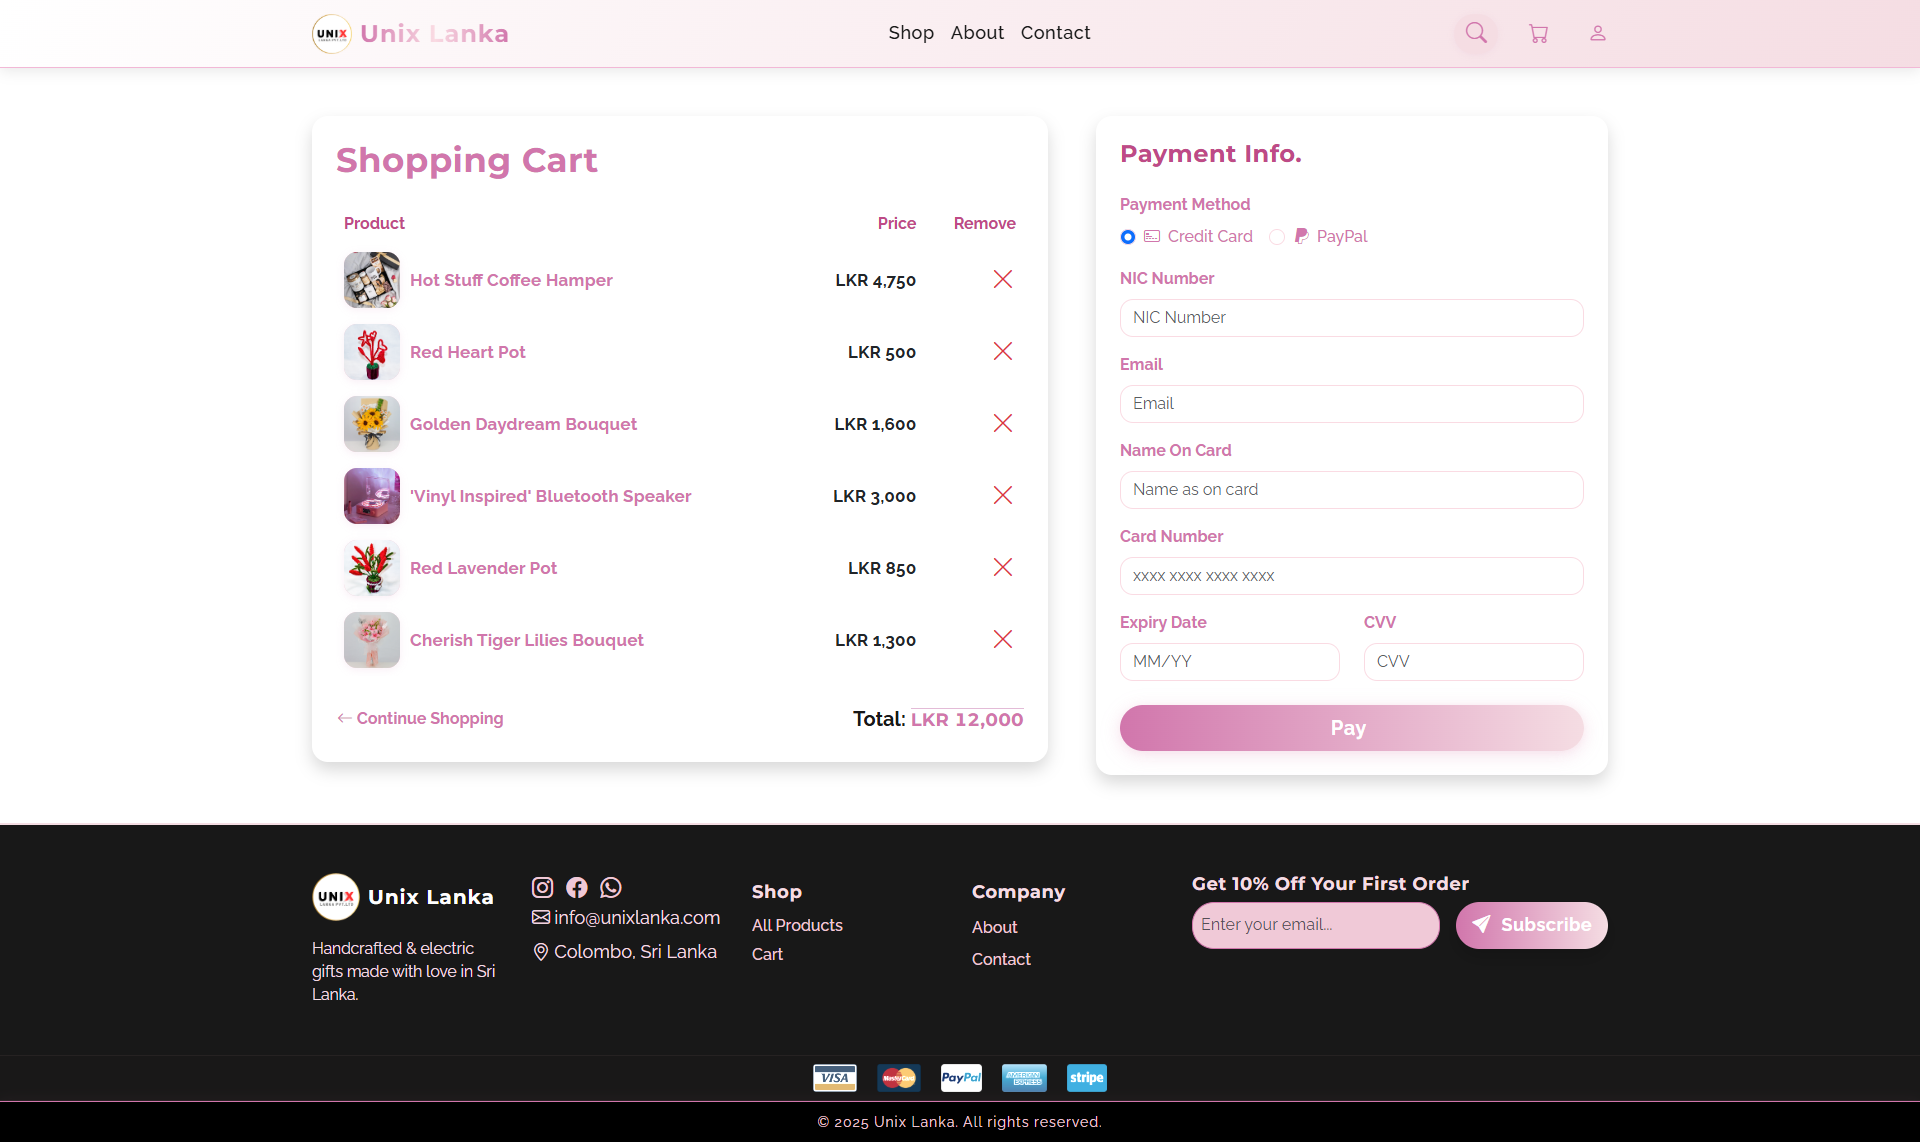 UNIX
Unix Lanka
Shop About Contact
Shopping Cart
Product Price Remove
Hot Stuff Coffee Hamper LKR 4,750
Red Heart Pot LKR 500
Golden Daydream Bouquet LKR 1,600
'Vinyl Inspired' Bluetooth Speaker LKR 3,000
Red Lavender Pot LKR 850
Cherish Tiger Lilies Bouquet LKR 1,300
Continue Shopping Total: LKR 12,000
Payment Info.
Payment Method
Credit Card PayPal
NIC Number
NIC Number
Email
Email
Name On Card
Name as on card
Card Number
xxxx xxxx xxxx xxxx
Expiry Date CVV
MM/YY CVV
Pay
UNIX
Unix Lanka
Handcrafted & electric
gifts made with love in Sri
Lanka.
info@unixlanka.com
Colombo, Sri Lanka
Shop
All Products
Cart
Company
About
Contact
Get 10% Off Your First Order
Enter your email... Subscribe
VISA MasterCard PayPal AMERICAN EXPRESS stripe
© 2025 Unix Lanka. All rights reserved.